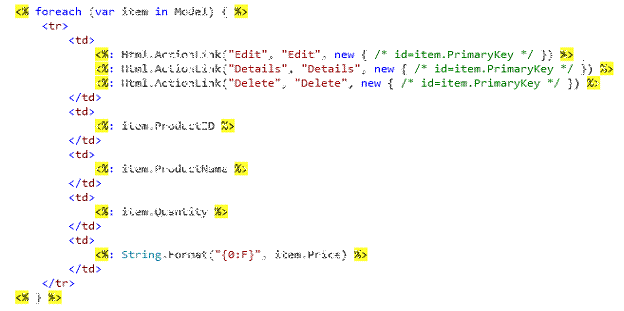 <% foreach (var item in Model) { %>
<tr>
<td>
<%: Html.ActionLink("Edit", "Edit", new { /* id=item.PrimaryKey */ }) %>
<%: Html.ActionLink("Details", "Details", new { /* id=item.PrimaryKey */ }) %>
<%: Html.ActionLink("Delete", "Delete", new { /* id=item.PrimaryKey */ }) %>
</td>
<td>
<%: item.ProductID %>
</td>
<td>
<%: item.ProductName %>
</td>
<td>
<%: item.Quantity %>
</td>
<td>
<%: String.Format("{0:F}", item.Price) %>
</td>
</tr>
<% } %>